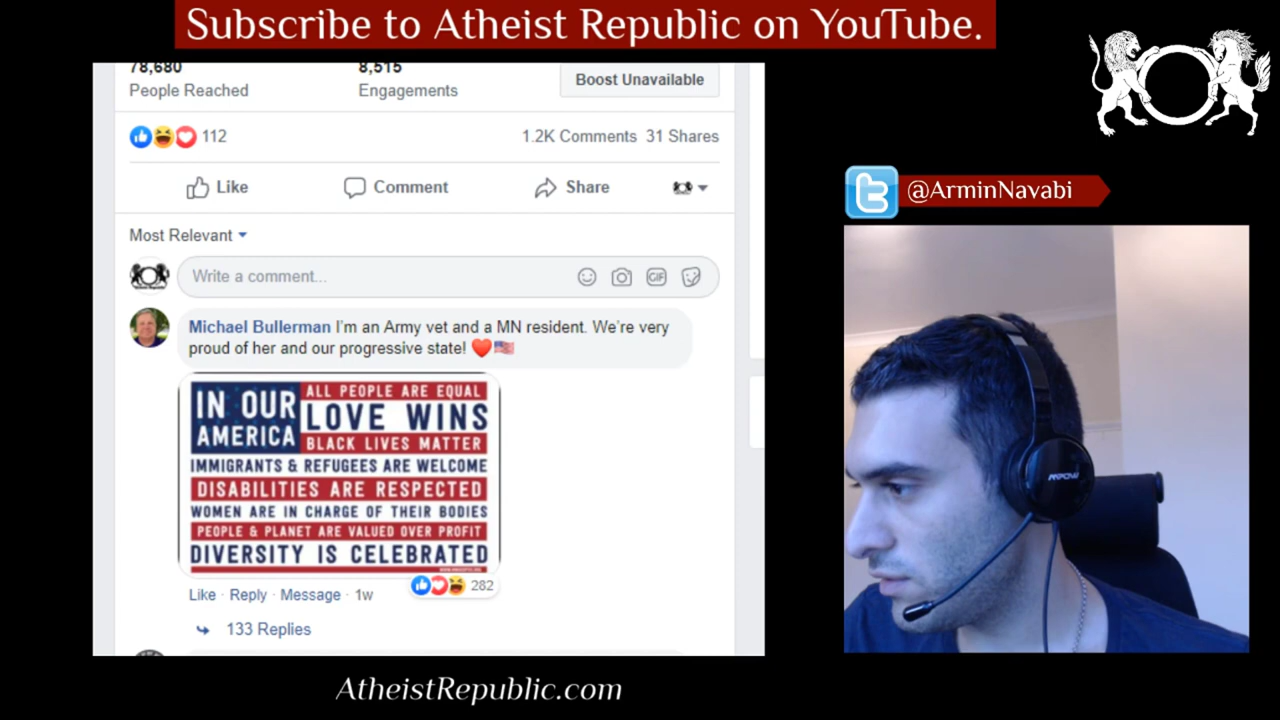 Subscribe to Atheist Republic on YouTube.
78,680
8,515
People Reached
Engagements
Boost Unavailable
112
1.2K Comments 31 Shares
Like
Comment
Share
Most Relevant
Write a comment...
GIF
Michael Bullerman I'm an Army vet and a MN resident. We're very
proud of her and our progressive state!
IN OUR
AMERICA
ALL PEOPLE ARE EQUAL
LOVE WINS
BLACK LIVES MATTER
IMMIGRANTS & REFUGEES ARE WELCOME
DISABILITIES ARE RESPECTED
WOMEN ARE IN CHARGE OF THEIR BODIES
PEOPLE & PLANET ARE VALUED OVER PROFIT
DIVERSITY IS CELEBRATED
282
Like · Reply · Message · 1w
133 Replies
@ArminNavabi
MPOW
AtheistRepublic.com